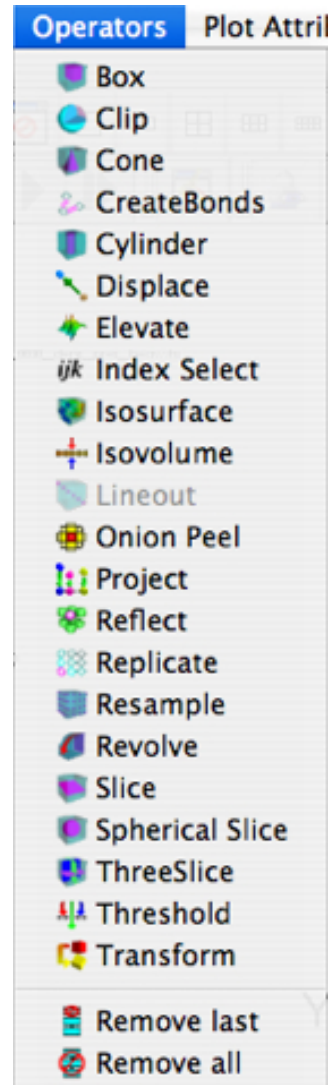 Operators Plot Attri
Box
Clip
Cone
CreateBonds
Cylinder
Displace
Elevate
ijk Index Select
Isosurface
Isovolume
Lineout
Onion Peel
Project
Reflect
Replicate
Resample
Revolve
Slice
Spherical Slice
ThreeSlice
Threshold
Transform
Remove last
Remove all